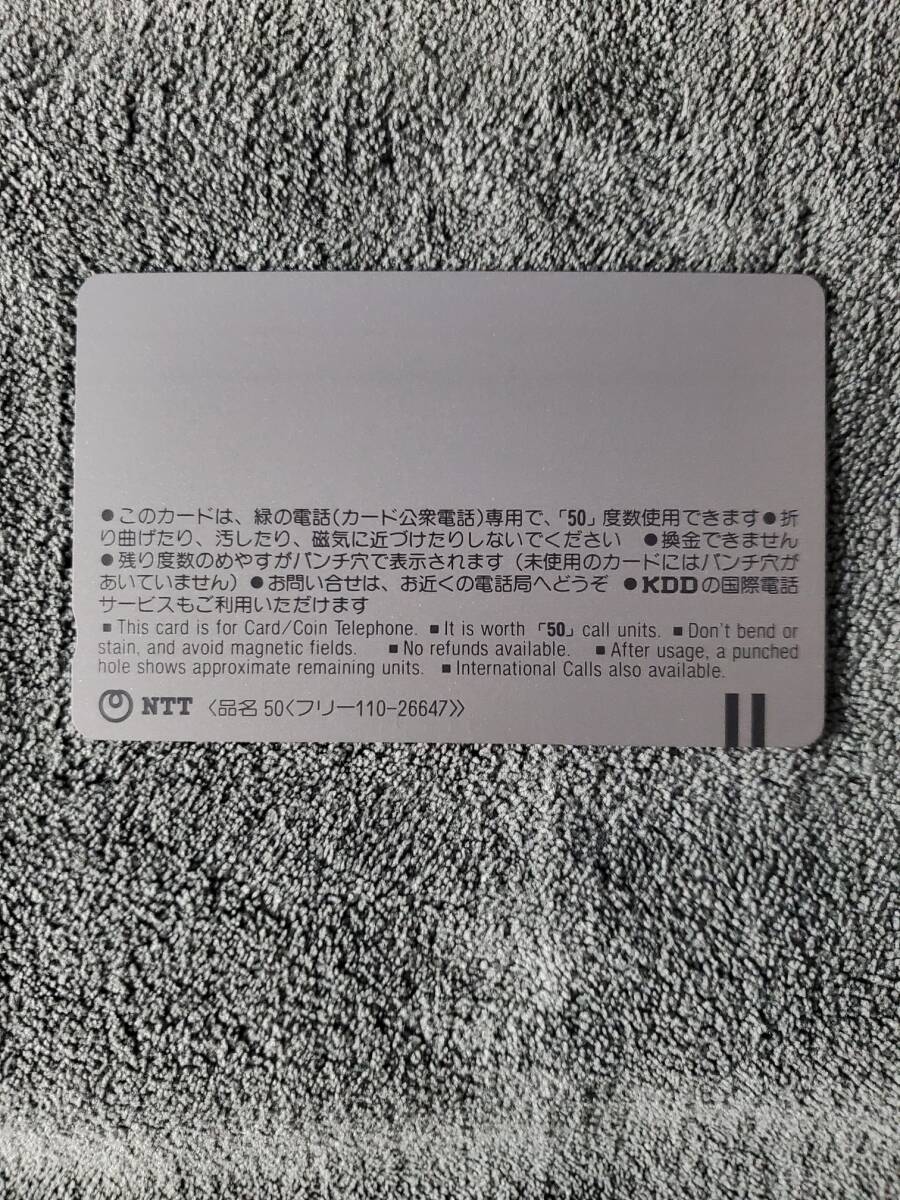 ●このカードは、緑の電話(カード公衆電話)専用で、「50」度数使用できます●折
り曲げたり、汚したり、磁気に近づけたりしないでください ●換金できません
●残り度数のめやすがパンチ穴で表示されます(未使用のカードにはパンチ穴が
あいていません)●お問い合せは、お近くの電話局へどうぞ ●KDDの国際電話
サービスもご利用いただけます
■ This card is for Card/Coin Telephone. ■ It is worth 「50」 call units. ■ Don't bend or
stain, and avoid magnetic fields. ■ No refunds available. ■ After usage, a punched
hole shows approximate remaining units. ■ International Calls also available.
NTT 〈品名 50〈フリー110-26647〉〉